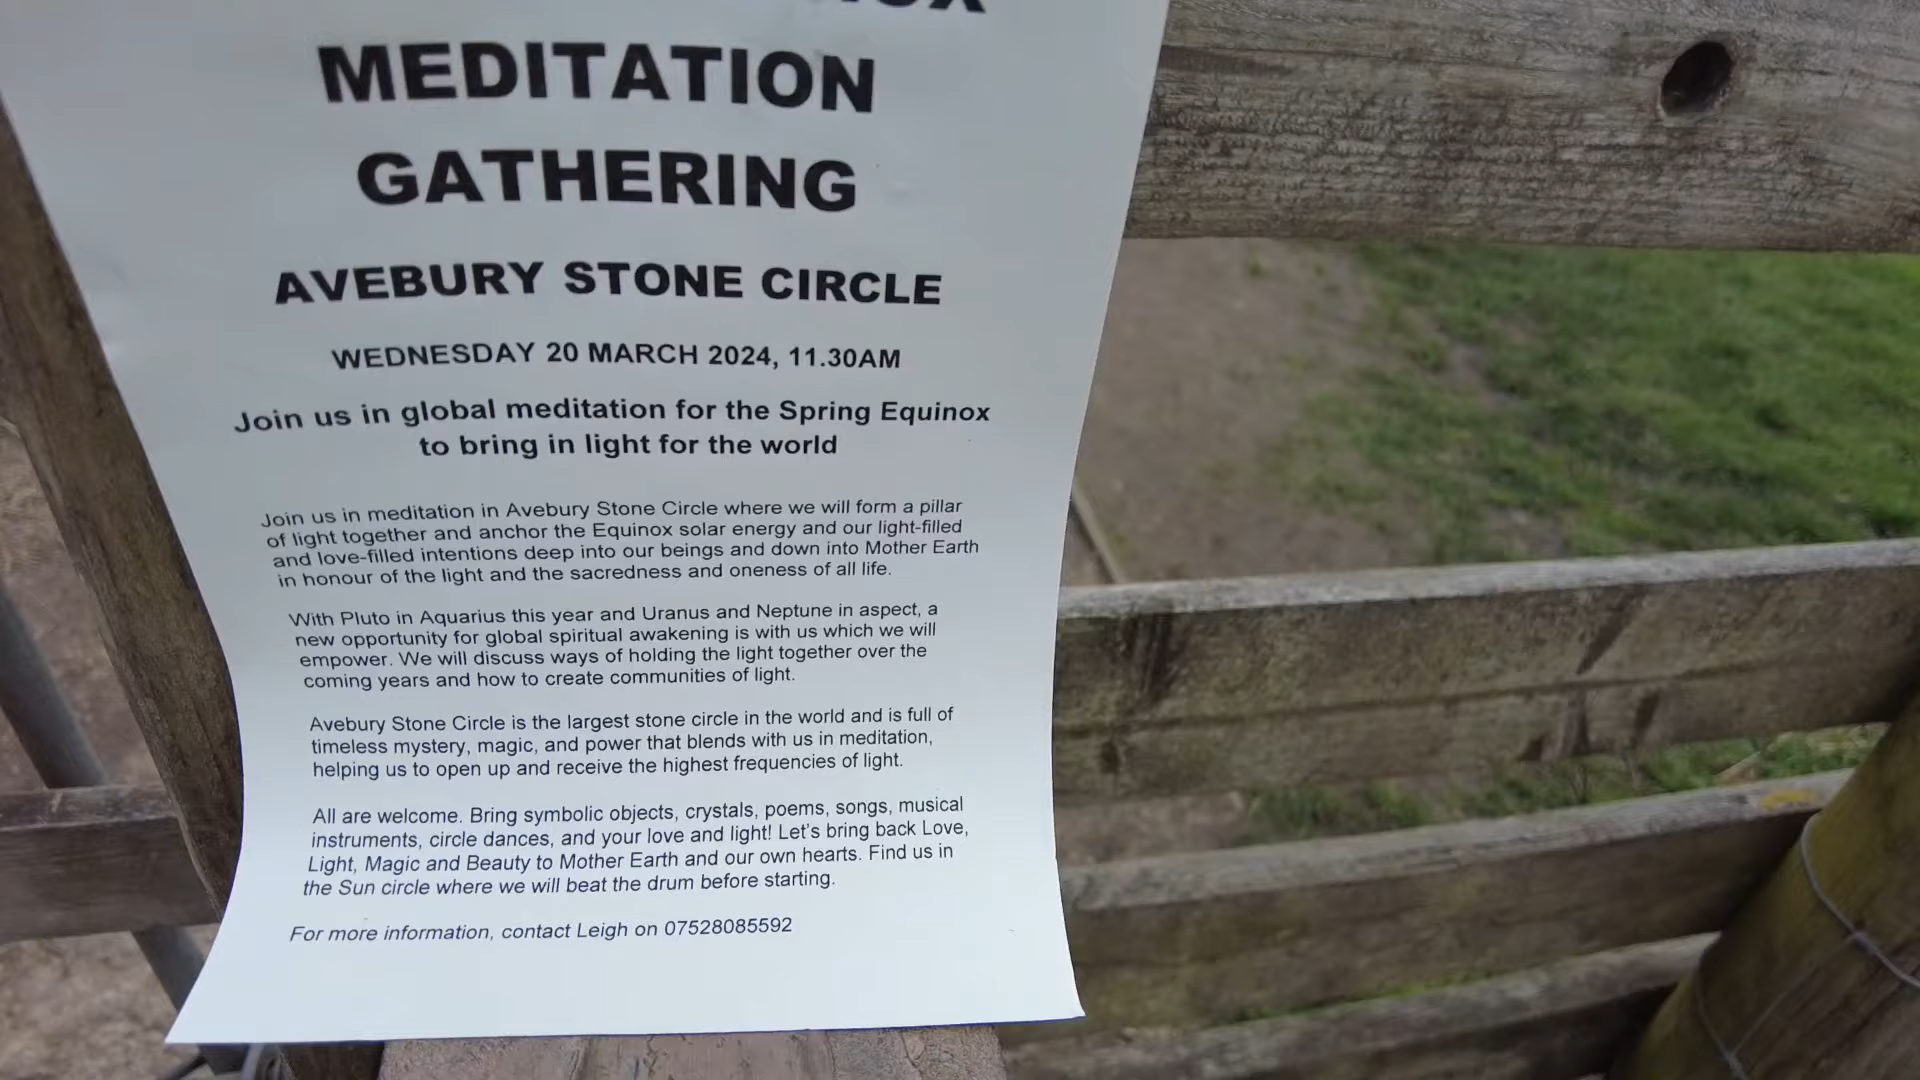 MEDITATION
GATHERING
AVEBURY STONE CIRCLE
WEDNESDAY 20 MARCH 2024, 11.30AM
Join us in global meditation for the Spring Equinox
to bring in light for the world
Join us in meditation in Avebury Stone Circle where we will form a pillar
of light together and anchor the Equinox solar energy and our light-filled
and love-filled intentions deep into our beings and down into Mother Earth
in honour of the light and the sacredness and oneness of all life.
With Pluto in Aquarius this year and Uranus and Neptune in aspect, a
new opportunity for global spiritual awakening is with us which we will
empower. We will discuss ways of holding the light together over the
coming years and how to create communities of light.
Avebury Stone Circle is the largest stone circle in the world and is full of
timeless mystery, magic, and power that blends with us in meditation,
helping us to open up and receive the highest frequencies of light.
All are welcome. Bring symbolic objects, crystals, poems, songs, musical
instruments, circle dances, and your love and light! Let's bring back Love,
Light, Magic and Beauty to Mother Earth and our own hearts. Find us in
the Sun circle where we will beat the drum before starting.
For more information, contact Leigh on 07528085592